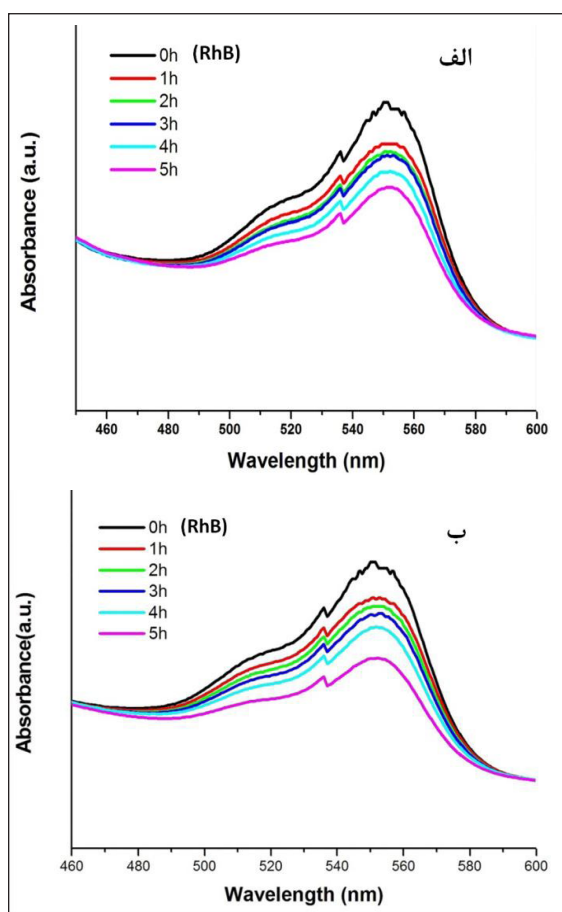 الف
0h (RhB)
1h
2h
3h
4h
5h
Absorbance (a.u.)
460 480 500 520 540 560 580 600
Wavelength (nm)
ب
0h (RhB)
1h
2h
3h
4h
5h
Absorbance(a.u.)
460 480 500 520 540 560 580 600
Wavelength (nm)